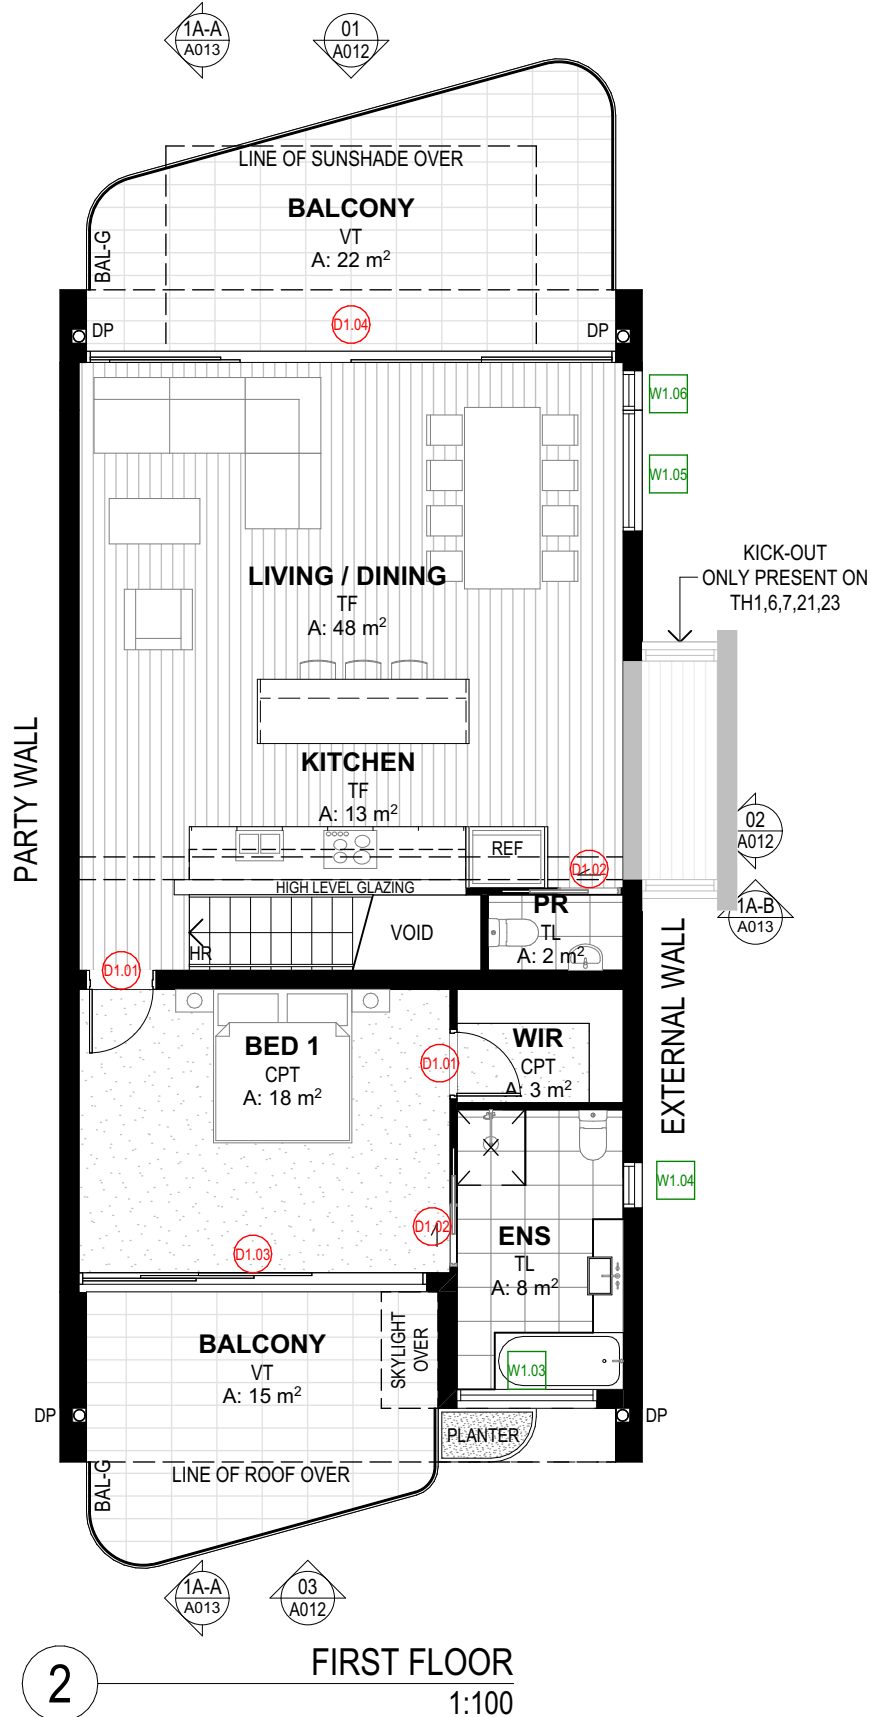 1A-A
A013
01
A012
LINE OF SUNSHADE OVER
BALCONY
VT
A: 22 m²
BAL-G
DP
D1.04
DP
W1.06
W1.05
KICK-OUT
ONLY PRESENT ON
TH1,6,7,21,23
LIVING / DINING
TF
A: 48 m²
PARTY WALL
KITCHEN
TF
A: 13 m²
02
A012
REF
D1.02
HIGH LEVEL GLAZING
1A-B
A013
PR
TL
A: 2 m²
VOID
HR
EXTERNAL WALL
D1.01
BED 1
CPT
A: 18 m²
D1.01
WIR
CPT
A: 3 m²
W1.04
D1.02
D1.03
ENS
TL
A: 8 m²
SKYLIGHT
OVER
BALCONY
VT
A: 15 m²
W1.03
DP
DP
PLANTER
BAL-G
LINE OF ROOF OVER
1A-A
A013
03
A012
2
FIRST FLOOR
1:100